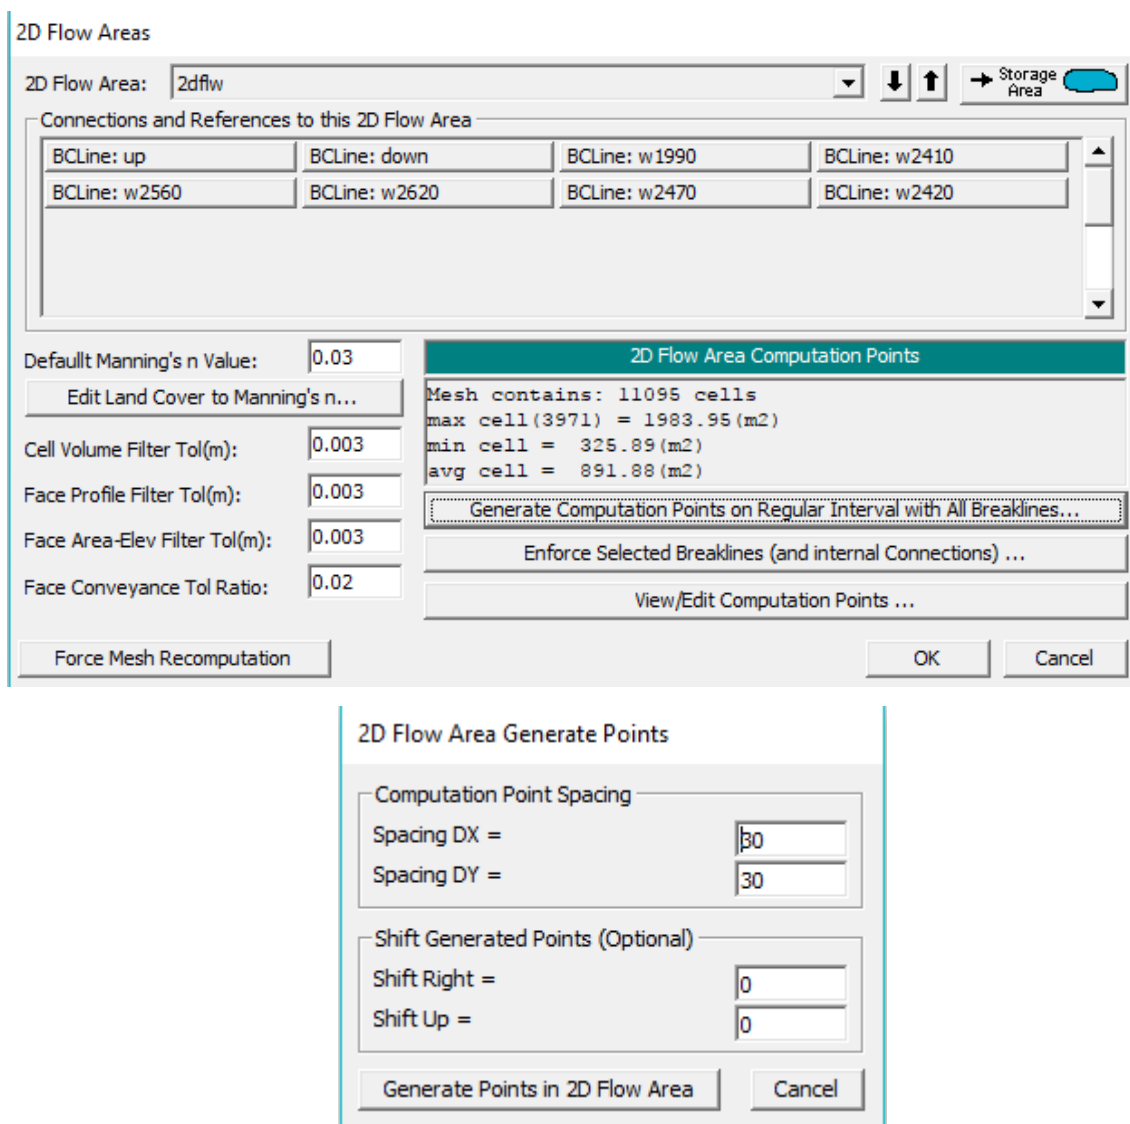 2D Flow Areas
2D Flow Area: 2dflw
Storage Area
Connections and References to this 2D Flow Area
BCLine: up BCLine: down BCLine: w1990 BCLine: w2410
BCLine: w2560 BCLine: w2620 BCLine: w2470 BCLine: w2420
Defaullt Manning's n Value: 0.03
Edit Land Cover to Manning's n...
Cell Volume Filter Tol(m): 0.003
Face Profile Filter Tol(m): 0.003
Face Area-Elev Filter Tol(m): 0.003
Face Conveyance Tol Ratio: 0.02
2D Flow Area Computation Points
Mesh contains: 11095 cells
max cell(3971) = 1983.95(m2)
min cell = 325.89(m2)
avg cell = 891.88(m2)
Generate Computation Points on Regular Interval with All Breaklines...
Enforce Selected Breaklines (and internal Connections) ...
View/Edit Computation Points ...
Force Mesh Recomputation OK Cancel
2D Flow Area Generate Points
Computation Point Spacing
Spacing DX = 30
Spacing DY = 30
Shift Generated Points (Optional)
Shift Right = 0
Shift Up = 0
Generate Points in 2D Flow Area Cancel